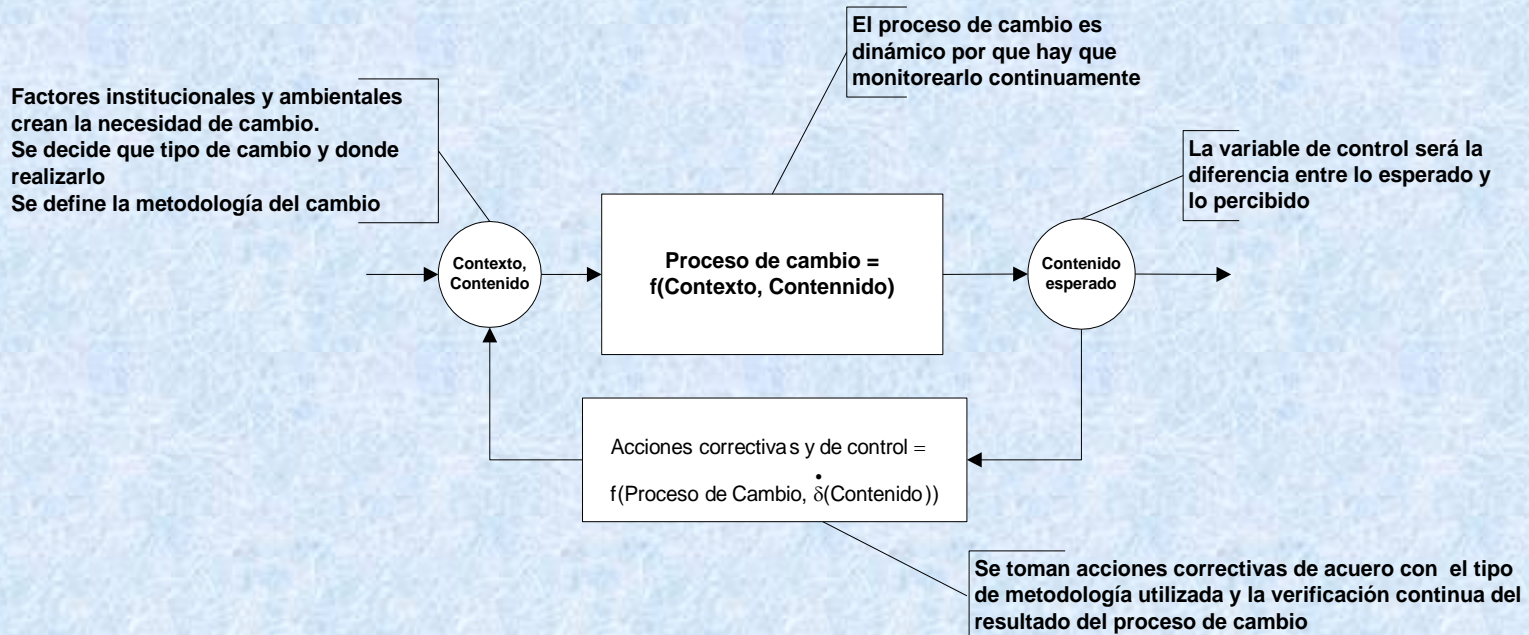 El proceso de cambio es
dinámico por que hay que
monitorearlo continuamente
Factores institucionales y ambientales
crean la necesidad de cambio.
Se decide que tipo de cambio y donde
realizarlo
Se define la metodología del cambio
La variable de control será la
diferencia entre lo esperado y
lo percibido
Contexto,
Contenido
Proceso de cambio =
f(Contexto, Contennido)
Contenido
esperado
Acciones correctivas y de control =
f(Proceso de Cambio, δ̇(Contenido))
Se toman acciones correctivas de acuero con el tipo
de metodología utilizada y la verificación continua del
resultado del proceso de cambio